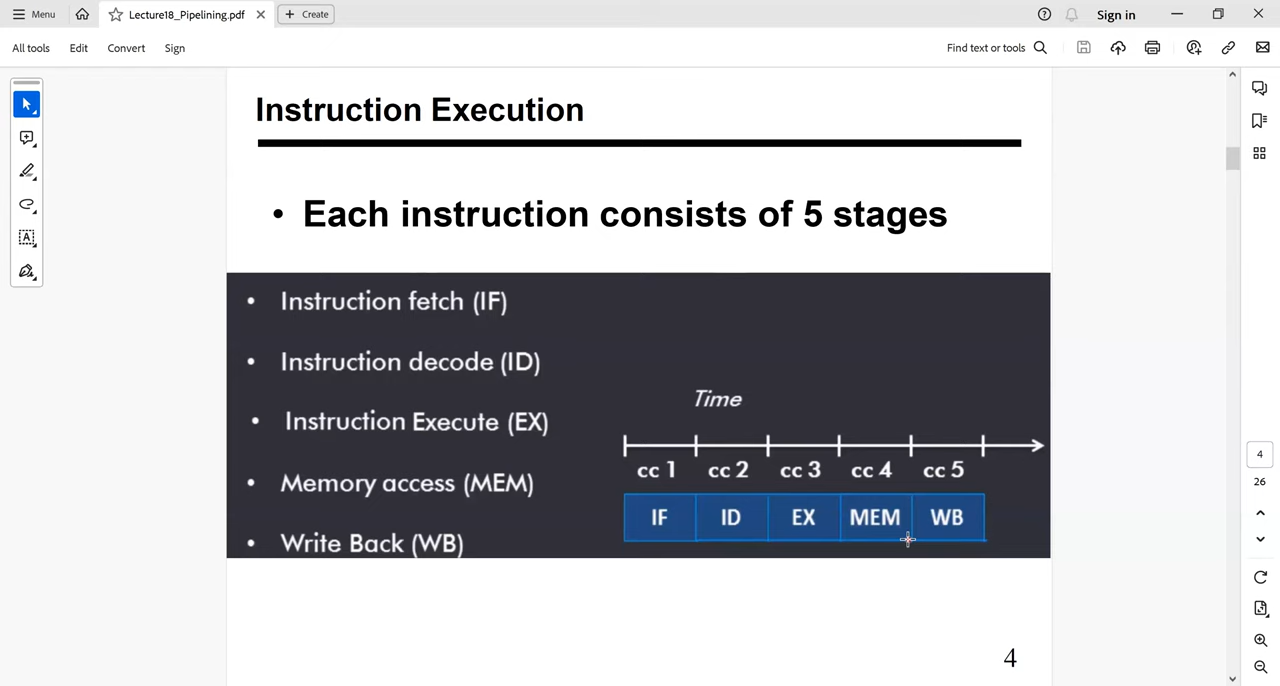 Menu
Lecture18_Pipelining.pdf
Create
Sign in
All tools Edit Convert Sign
Find text or tools
Instruction Execution
• Each instruction consists of 5 stages
• Instruction fetch (IF)
• Instruction decode (ID)
• Instruction Execute (EX)
• Memory access (MEM)
• Write Back (WB)
Time
cc 1 cc 2 cc 3 cc 4 cc 5
IF ID EX MEM WB
4
4
26